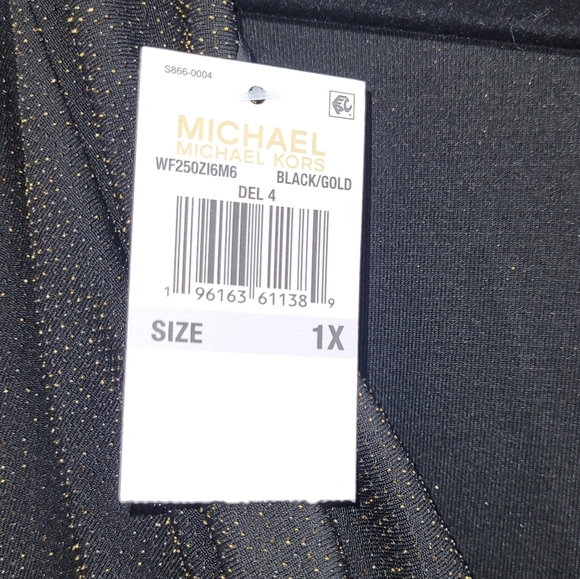 S866-0004
MICHAEL
MICHAEL KORS
WF250ZI6M6 BLACK/GOLD
DEL 4
1 96163 61138 9
SIZE 1X